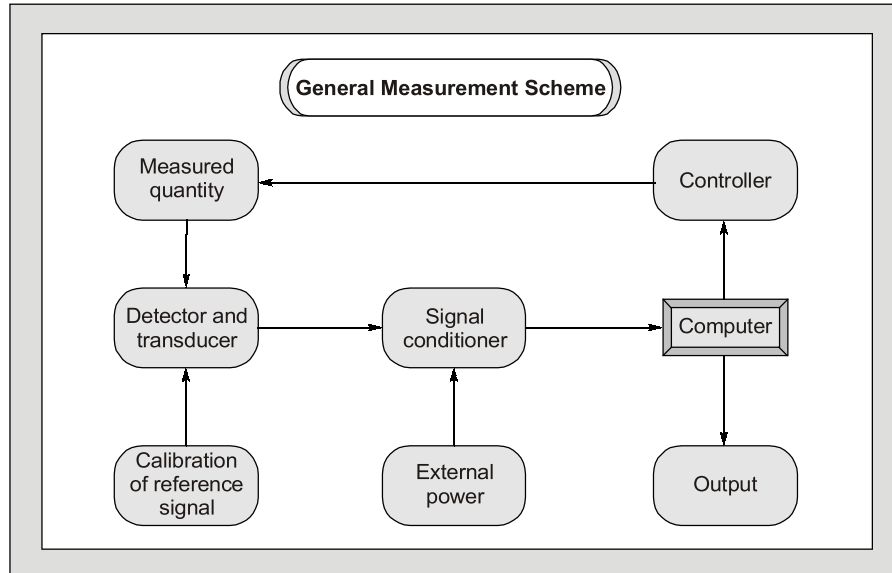 General Measurement Scheme
Measured
quantity
Controller
Detector and
transducer
Signal
conditioner
Computer
Calibration
of reference
signal
External
power
Output